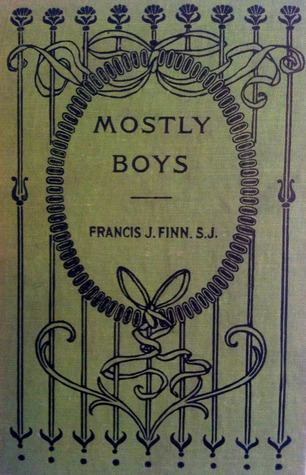 MOSTLY
BOYS
FRANCIS J. FINN. S.J.